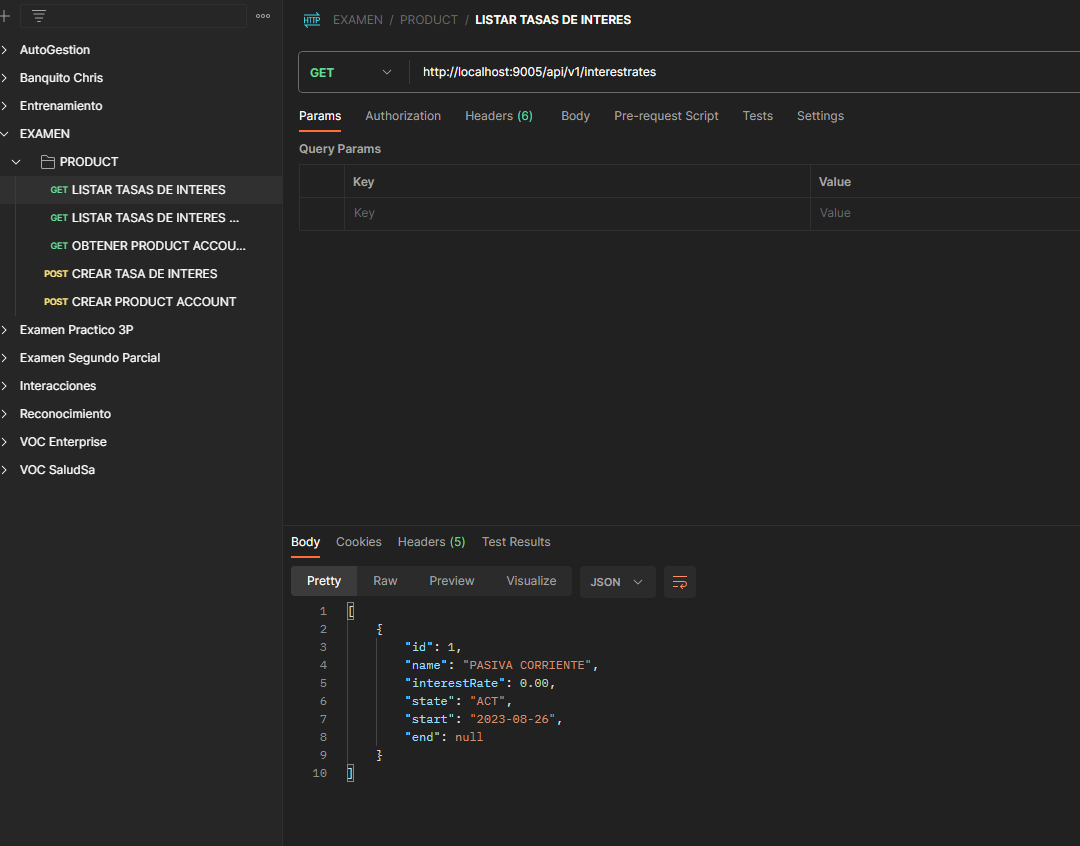 AutoGestion
Banquito Chris
Entrenamiento
EXAMEN
PRODUCT
GET LISTAR TASAS DE INTERES
GET LISTAR TASAS DE INTERES ...
GET OBTENER PRODUCT ACCOU...
POST CREAR TASA DE INTERES
POST CREAR PRODUCT ACCOUNT
Examen Practico 3P
Examen Segundo Parcial
Interacciones
Reconocimiento
VOC Enterprise
VOC SaludSa
HTTP EXAMEN / PRODUCT / LISTAR TASAS DE INTERES
GET http://localhost:9005/api/v1/interestrates
Params Authorization Headers (6) Body Pre-request Script Tests Settings
Query Params
Key Value
Key Value
Body Cookies Headers (5) Test Results
Pretty Raw Preview Visualize JSON
1 [
2 {
3 "id": 1,
4 "name": "PASIVA CORRIENTE",
5 "interestRate": 0.00,
6 "state": "ACT",
7 "start": "2023-08-26",
8 "end": null
9 }
10 ]